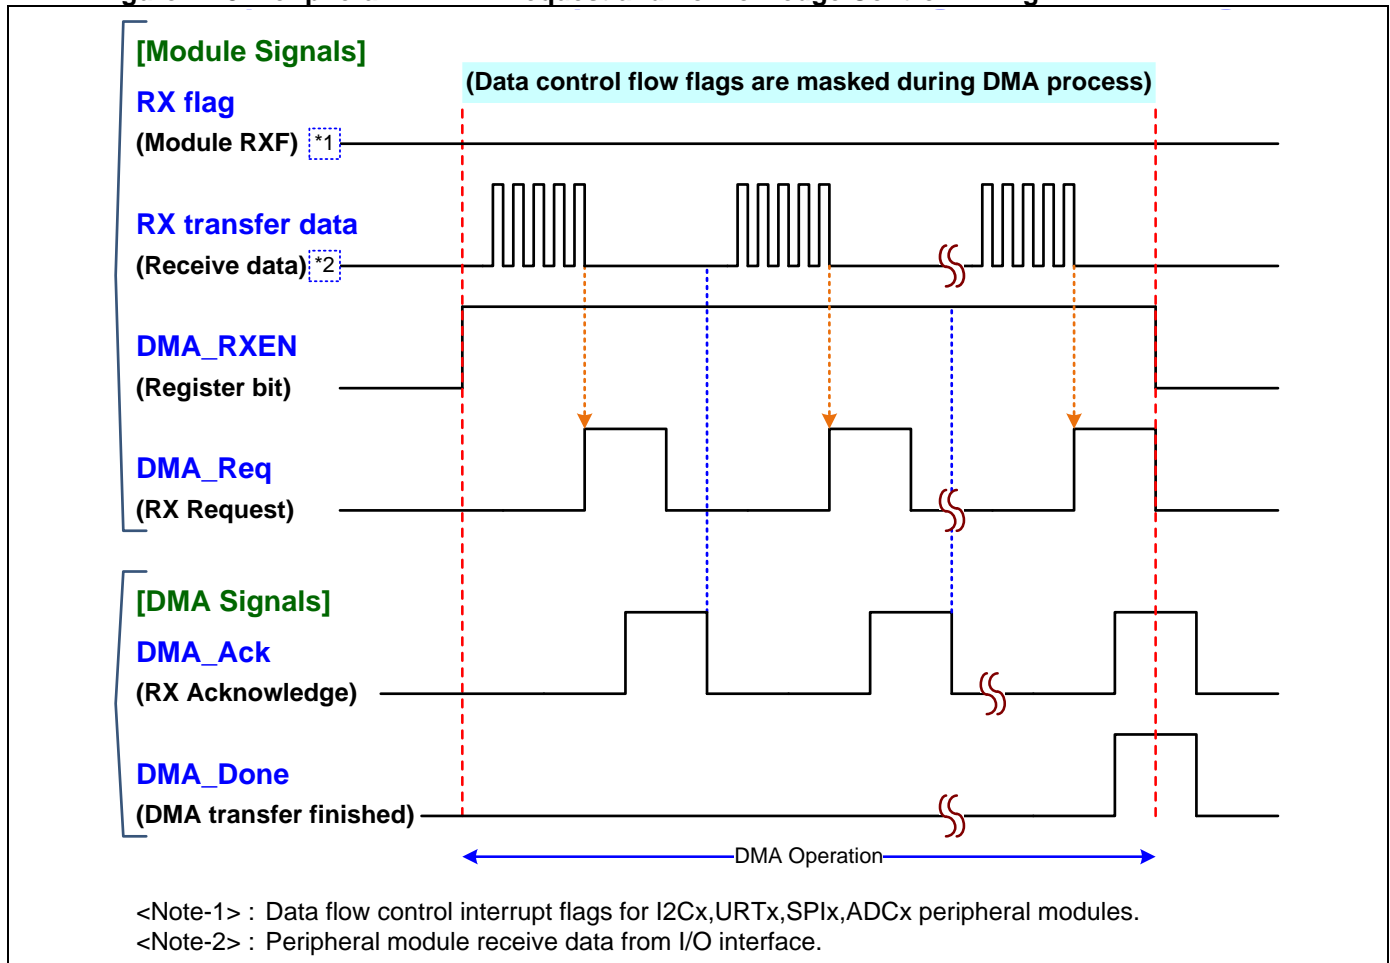 [Module Signals]
(Data control flow flags are masked during DMA process)
RX flag
(Module RXF) *1
RX transfer data
(Receive data) *2
DMA_RXEN
(Register bit)
DMA_Req
(RX Request)
[DMA Signals]
DMA_Ack
(RX Acknowledge)
DMA_Done
(DMA transfer finished)
DMA Operation
<Note-1> : Data flow control interrupt flags for I2Cx,URTx,SPIx,ADCx peripheral modules.
<Note-2> : Peripheral module receive data from I/O interface.